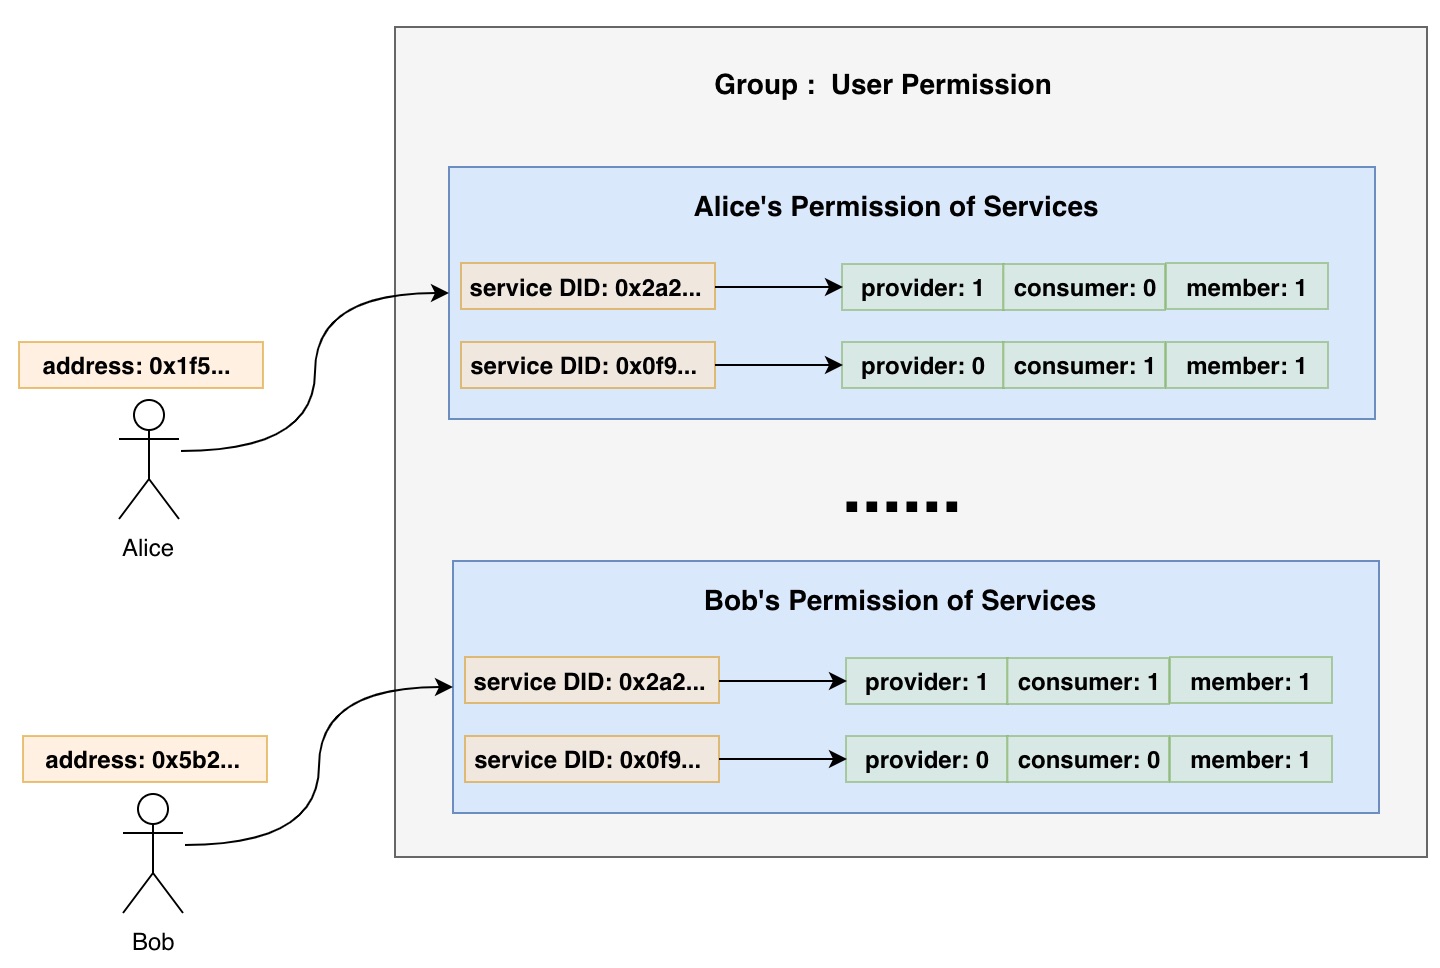 Group :  User Permission
Alice's Permission of Services
service DID: 0x2a2... provider: 1 consumer: 0 member: 1
address: 0x1f5... service DID: 0x0f9... provider: 0 consumer: 1 member: 1
......
Alice
Bob's Permission of Services
service DID: 0x2a2... provider: 1 consumer: 1 member: 1
address: 0x5b2... service DID: 0x0f9... provider: 0 consumer: 0 member: 1
Bob